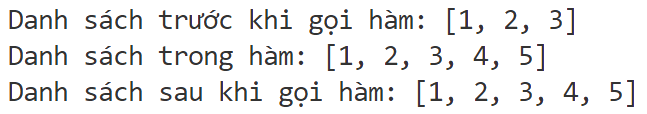 Danh sách trước khi gọi hàm: [1, 2, 3]
Danh sách trong hàm: [1, 2, 3, 4, 5]
Danh sách sau khi gọi hàm: [1, 2, 3, 4, 5]